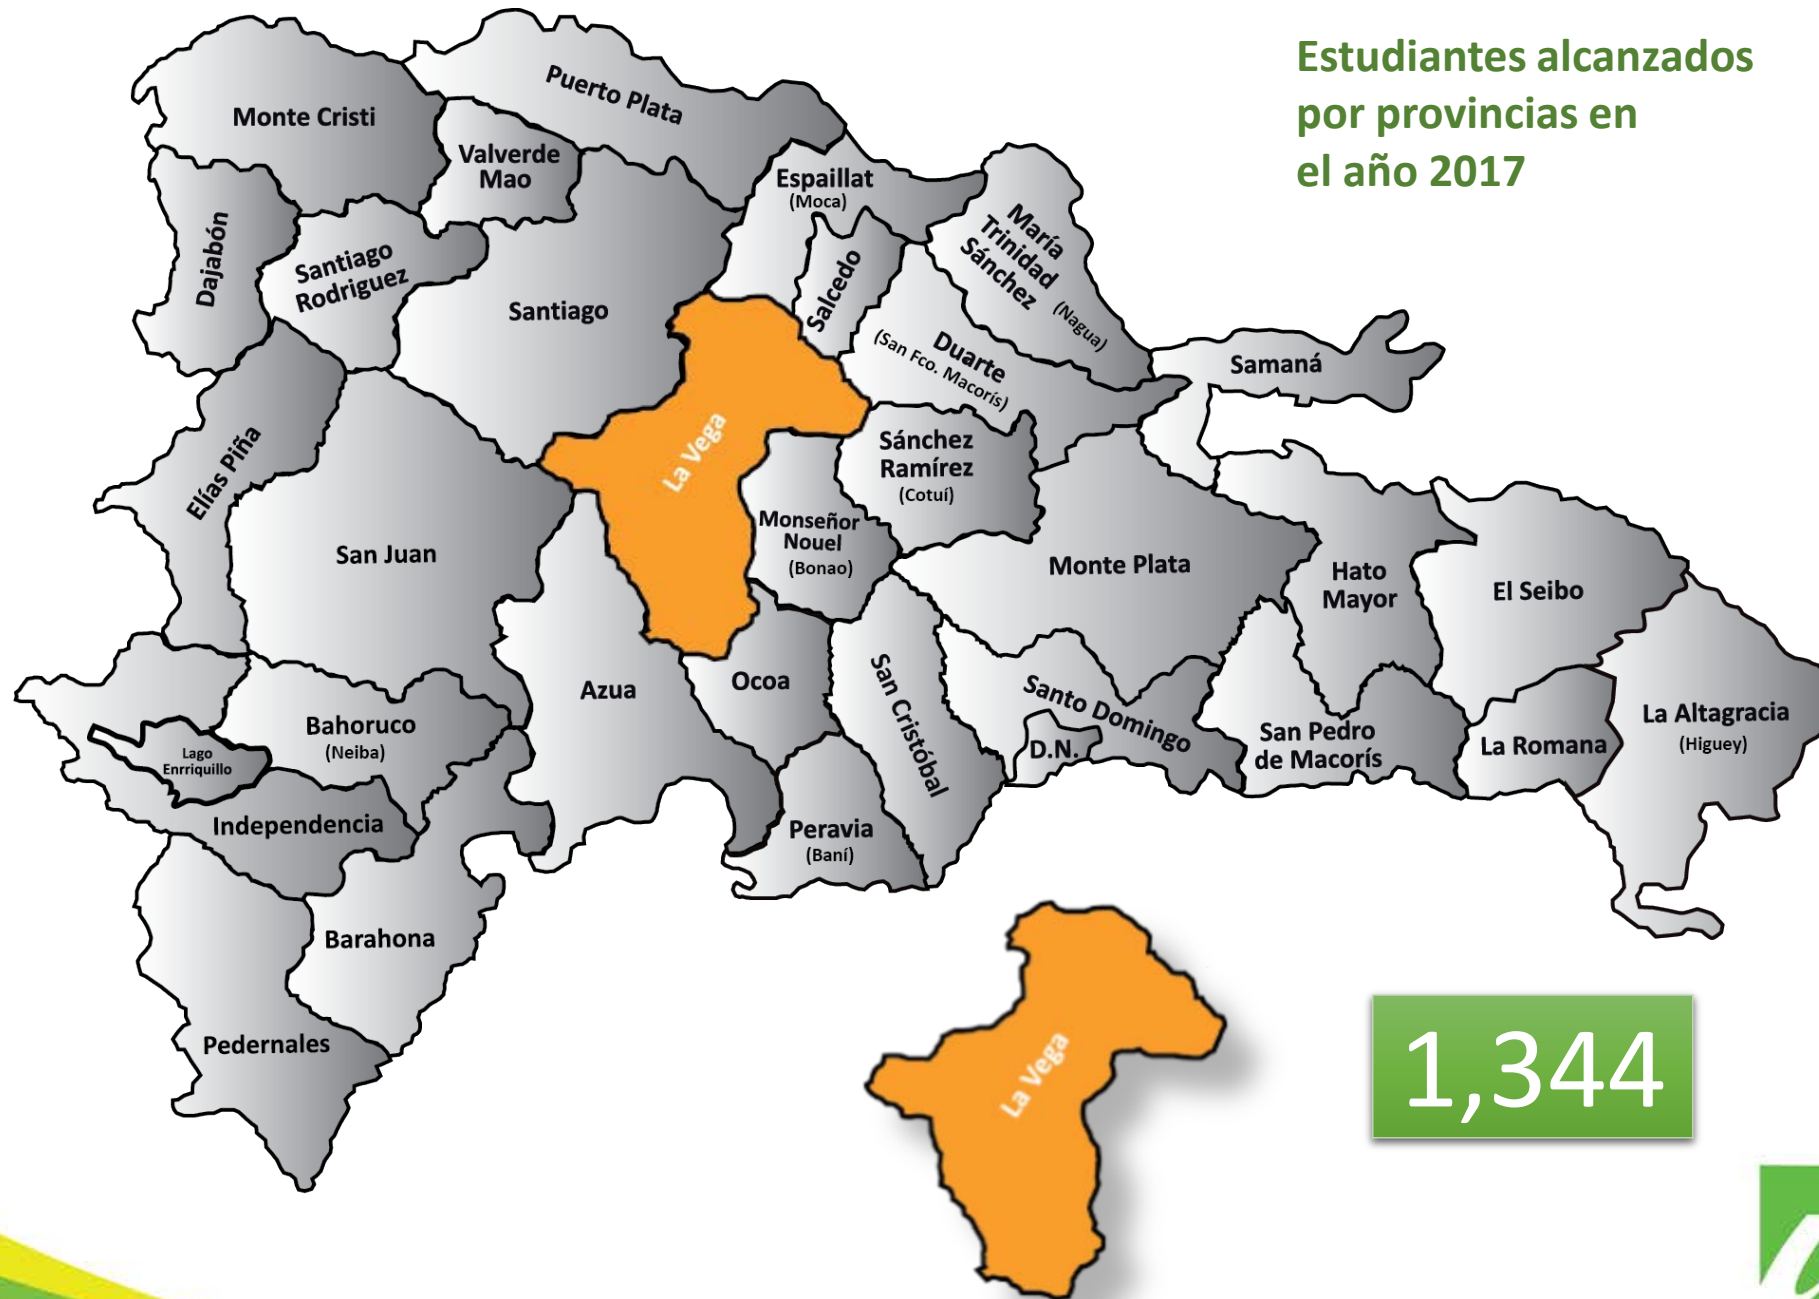 Estudiantes alcanzados
por provincias en
el año 2017
Monte Cristi
Puerto Plata
Valverde
Mao
Espaillat
(Moca)
María
Trinidad
Sánchez
(Nagua)
Dajabón
Santiago
Rodriguez
Santiago
Salcedo
Duarte
(San Fco. Macorís)
Samaná
Elías Piña
La Vega
Sánchez
Ramírez
(Cotuí)
San Juan
Monseñor
Nouel
(Bonao)
Monte Plata
Hato
Mayor
El Seibo
Azua
Ocoa
San Cristóbal
Santo Domingo
D.N.
San Pedro
de Macorís
La Romana
La Altagracia
(Higuey)
Bahoruco
(Neiba)
Lago
Enrriquillo
Independencia
Peravia
(Baní)
Barahona
Pedernales
La Vega
1,344